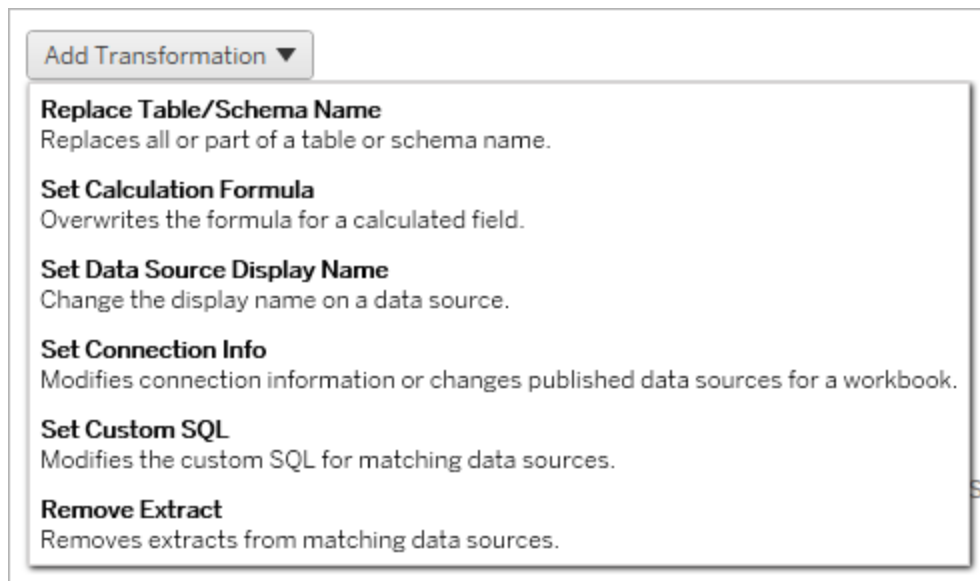 Add Transformation ▼
Replace Table/Schema Name
Replaces all or part of a table or schema name.
Set Calculation Formula
Overwrites the formula for a calculated field.
Set Data Source Display Name
Change the display name on a data source.
Set Connection Info
Modifies connection information or changes published data sources for a workbook.
Set Custom SQL
Modifies the custom SQL for matching data sources.
Remove Extract
Removes extracts from matching data sources.